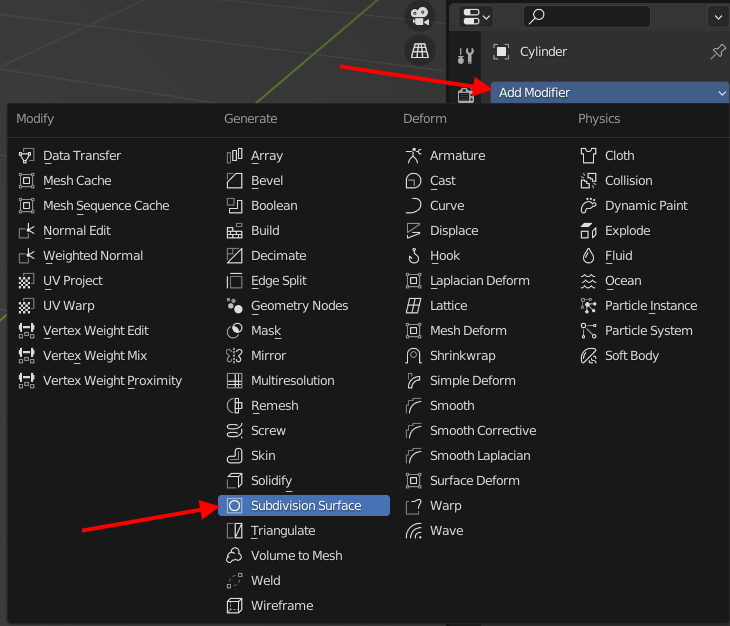 Cylinder
Add Modifier
Modify
Data Transfer
Mesh Cache
Mesh Sequence Cache
Normal Edit
Weighted Normal
UV Project
UV Warp
Vertex Weight Edit
Vertex Weight Mix
Vertex Weight Proximity
Generate
Array
Bevel
Boolean
Build
Decimate
Edge Split
Geometry Nodes
Mask
Mirror
Multiresolution
Remesh
Screw
Skin
Solidify
Subdivision Surface
Triangulate
Volume to Mesh
Weld
Wireframe
Deform
Armature
Cast
Curve
Displace
Hook
Laplacian Deform
Lattice
Mesh Deform
Shrinkwrap
Simple Deform
Smooth
Smooth Corrective
Smooth Laplacian
Surface Deform
Warp
Wave
Physics
Cloth
Collision
Dynamic Paint
Explode
Fluid
Ocean
Particle Instance
Particle System
Soft Body